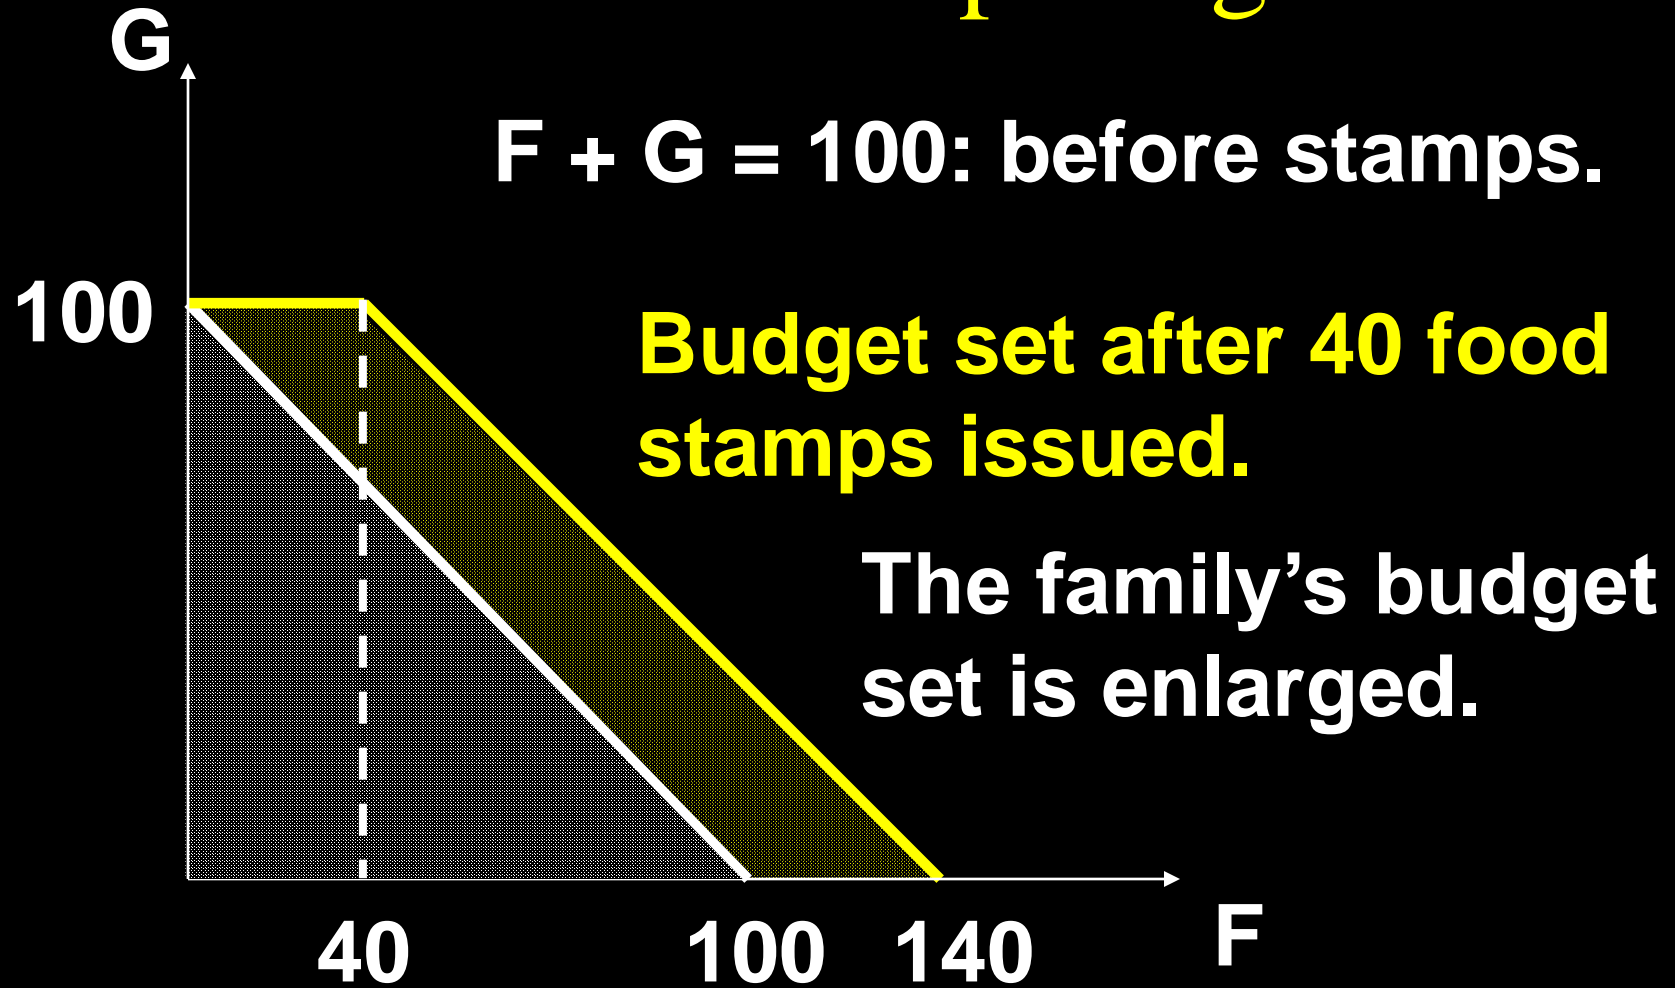 G
F + G = 100: before stamps.
100
Budget set after 40 food
stamps issued.
The family’s budget
set is enlarged.
40 100 140 F